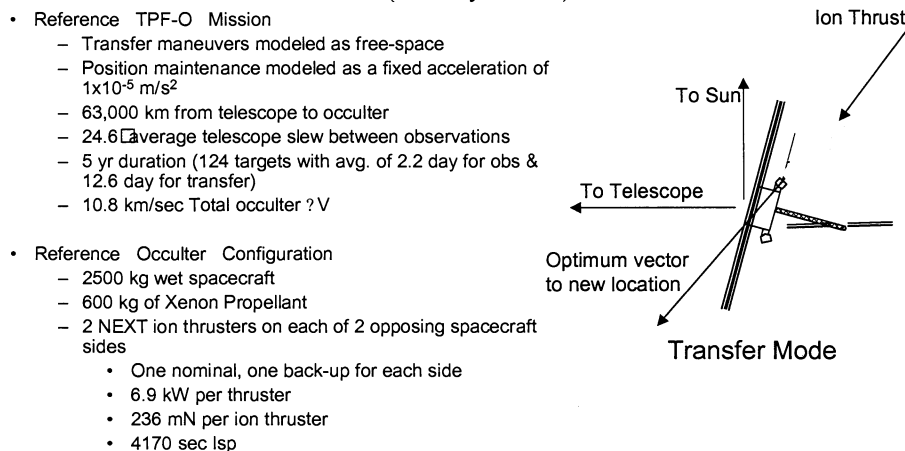 • Reference TPF-O Mission
– Transfer maneuvers modeled as free-space
– Position maintenance modeled as a fixed acceleration of
1x10⁻⁵ m/s²
– 63,000 km from telescope to occulter
– 24.6□average telescope slew between observations
– 5 yr duration (124 targets with avg. of 2.2 day for obs &
12.6 day for transfer)
– 10.8 km/sec Total occulter ?V
• Reference Occulter Configuration
– 2500 kg wet spacecraft
– 600 kg of Xenon Propellant
– 2 NEXT ion thrusters on each of 2 opposing spacecraft
sides
• One nominal, one back-up for each side
• 6.9 kW per thruster
• 236 mN per ion thruster
• 4170 sec Isp
Ion Thrust
To Sun
To Telescope
Optimum vector
to new location
Transfer Mode